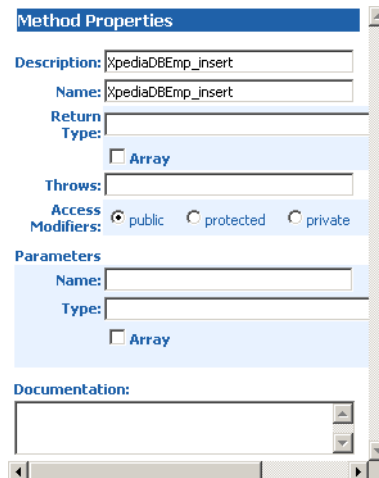 Method Properties
Description: XpediaDBEmp_insert
Name: XpediaDBEmp_insert
Return
Type:
Array
Throws:
Access
Modifiers: public protected private
Parameters
Name:
Type:
Array
Documentation: